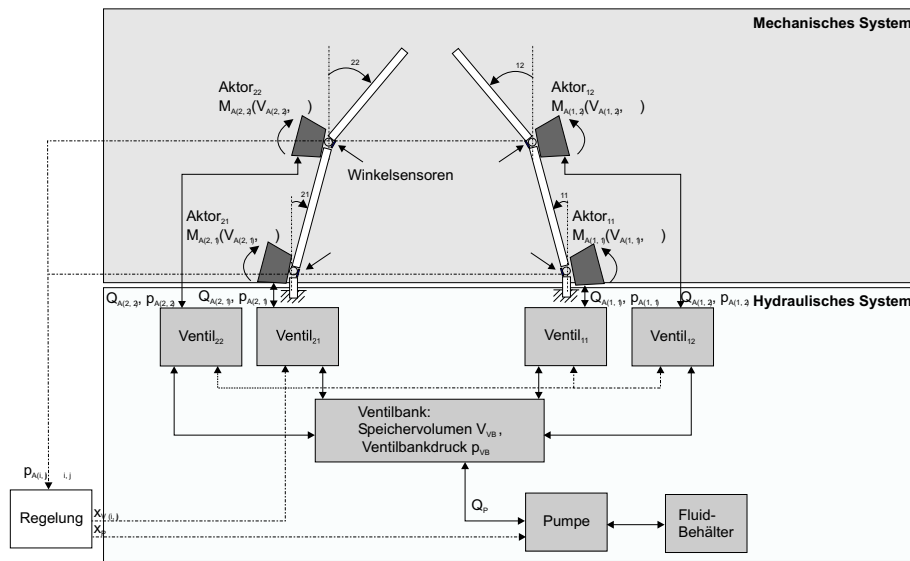 Mechanisches System
22
12
Aktor22
MA(2, 2)(VA(2, 2), )
Aktor12
MA(1, 2)(VA(1, 2), )
Winkelsensoren
21
11
Aktor21
MA(2, 1)(VA(2, 1), )
Aktor11
MA(1, 1)(VA(1, 1), )
QA(2, 2), pA(2, 2)
QA(2, 1), pA(2, 1)
QA(1, 1), pA(1, 1)
QA(1, 2), pA(1, 2)
Hydraulisches System
Ventil22
Ventil21
Ventil11
Ventil12
Ventilbank:
Speichervolumen VVB ,
Ventilbankdruck pVB
pA(i, j) i, j
Regelung
xV(i, j)
xP
QP
Pumpe
Fluid-
Behälter